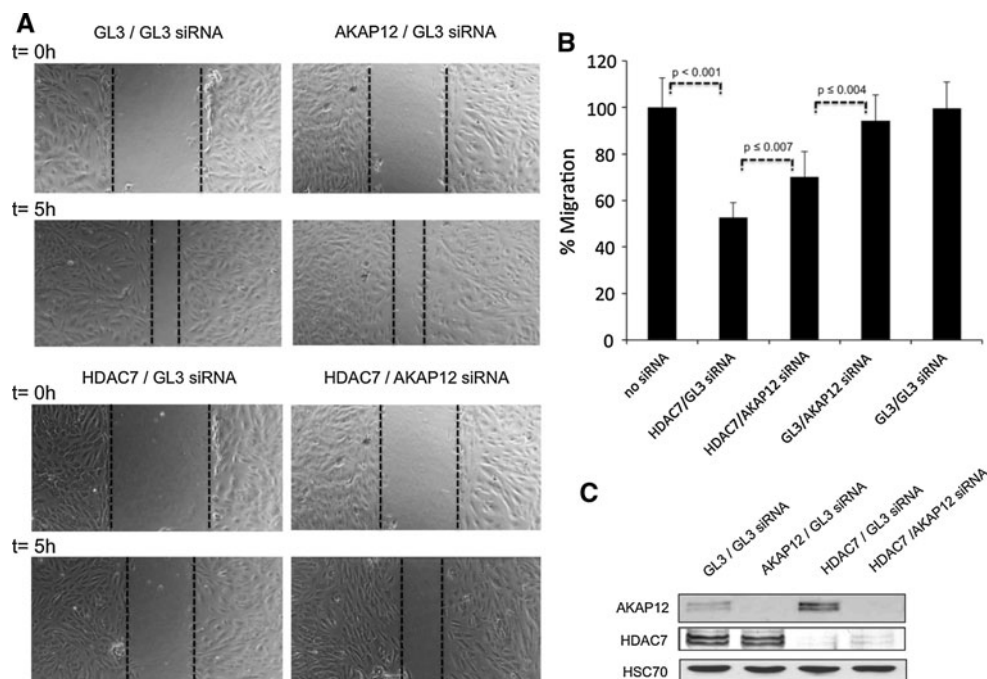 A
GL3 / GL3 siRNA
AKAP12 / GL3 siRNA
t= 0h
t= 5h
HDAC7 / GL3 siRNA
HDAC7 / AKAP12 siRNA
t= 0h
t= 5h
B
% Migration
120
100
80
60
40
20
0
p < 0.001
p ≤ 0.007
p ≤ 0.004
no siRNA
HDAC7/GL3 siRNA
HDAC7/AKAP12 siRNA
GL3/AKAP12 siRNA
GL3/GL3 siRNA
C
GL3 / GL3 siRNA
AKAP12 / GL3 siRNA
HDAC7 / GL3 siRNA
HDAC7 /AKAP12 siRNA
AKAP12
HDAC7
HSC70